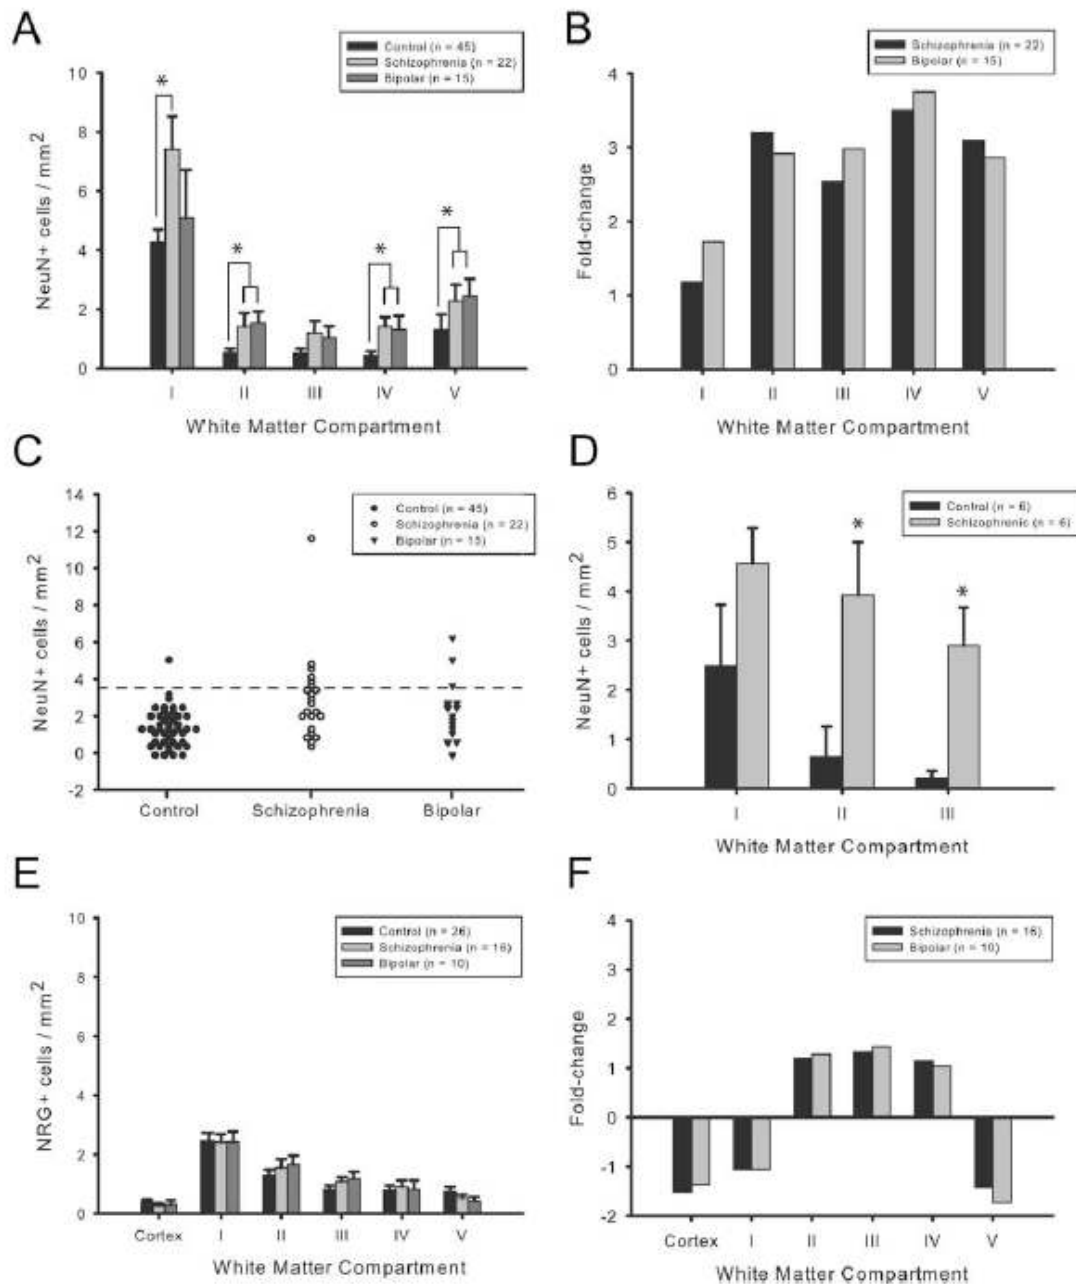 A
Control (n = 45)
Schizophrenia (n = 22)
Bipolar (n = 15)
NeuN+ cells / mm2
10
8
6
4
2
0
*
*
*
*
I II III IV V
White Matter Compartment
B
Schizophrenia (n = 22)
Bipolar (n = 15)
Fold-change
4
3
2
1
0
I II III IV V
White Matter Compartment
C
Control (n = 45)
Schizophrenia (n = 22)
Bipolar (n = 15)
NeuN+ cells / mm2
14
12
10
8
6
4
2
0
-2
Control Schizophrenia Bipolar
D
Control (n = 6)
Schizophrenic (n = 6)
NeuN+ cells / mm2
6
5
4
3
2
1
0
*
*
I II III
White Matter Compartment
E
Control (n = 26)
Schizophrenia (n = 16)
Bipolar (n = 10)
NRG+ cells / mm2
10
8
6
4
2
0
Cortex I II III IV V
White Matter Compartment
F
Schizophrenia (n = 16)
Bipolar (n = 10)
Fold-change
4
3
2
1
0
-1
-2
Cortex I II III IV V
White Matter Compartment